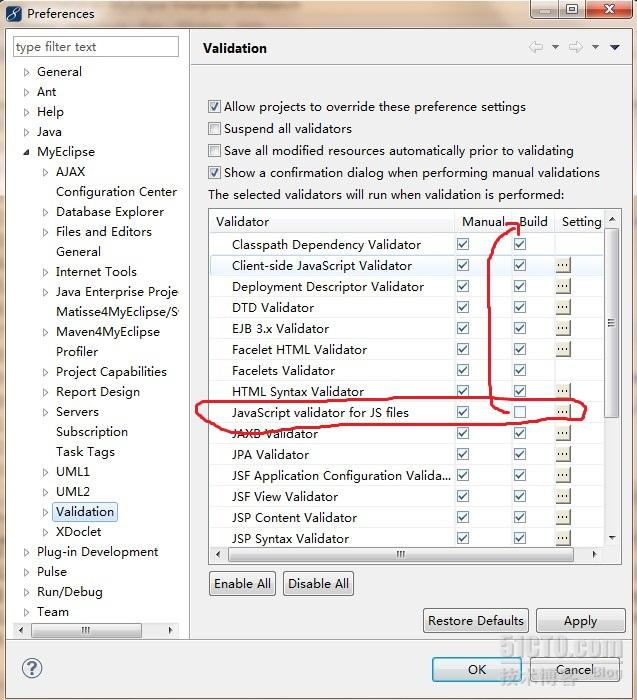 Preferences
type filter text
General
Ant
Help
Java
MyEclipse
AJAX
Configuration Center
Database Explorer
Files and Editors
General
Internet Tools
Java Enterprise Proje
Matisse4MyEclipse/S
Maven4MyEclipse
Profiler
Project Capabilities
Report Design
Servers
Subscription
Task Tags
UML1
UML2
Validation
XDoclet
Plug-in Development
Pulse
Run/Debug
Team
Validation
Allow projects to override these preference settings
Suspend all validators
Save all modified resources automatically prior to validating
Show a confirmation dialog when performing manual validations
The selected validators will run when validation is performed:
Validator Manual Build Setting
Classpath Dependency Validator
Client-side JavaScript Validator ...
Deployment Descriptor Validator ...
DTD Validator ...
EJB 3.x Validator ...
Facelet HTML Validator ...
Facelets Validator
HTML Syntax Validator ...
JavaScript validator for JS files ...
JAXB Validator
JPA Validator ...
JSF Application Configuration Valida... ...
JSF View Validator ...
JSP Content Validator ...
JSP Syntax Validator ...
Enable All Disable All
Restore Defaults Apply
OK Cancel
51CTO.com
技术博客 Blog